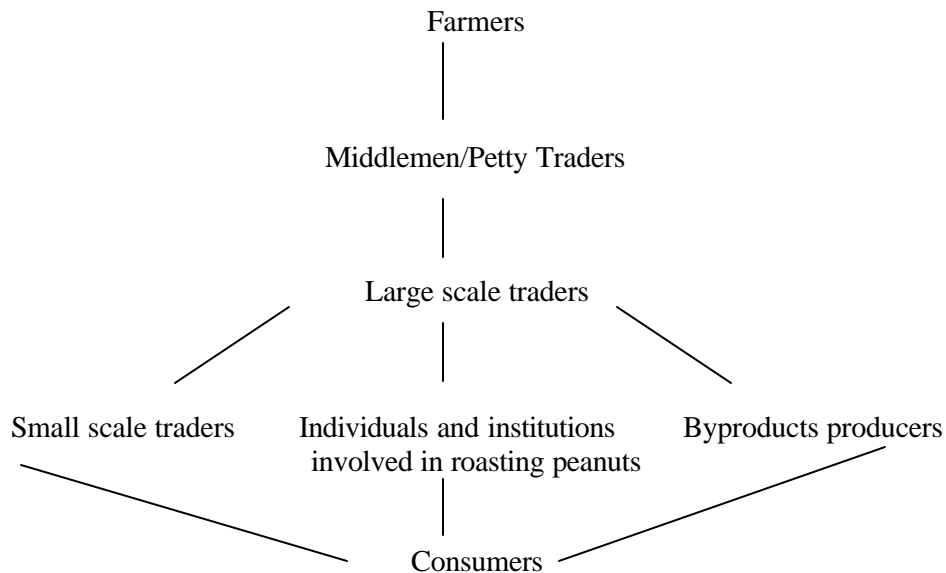 Farmers
Middlemen/Petty Traders
Large scale traders
Small scale traders
Individuals and institutions
involved in roasting peanuts
Byproducts producers
Consumers